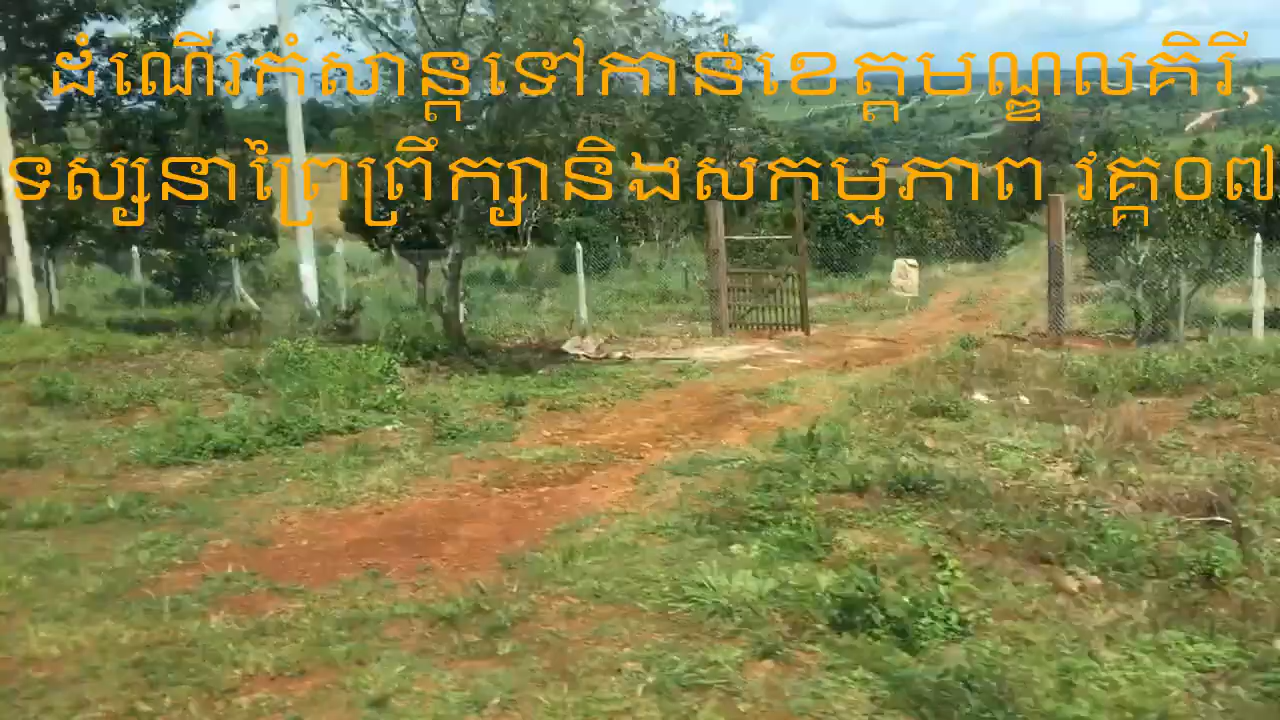 ដំណើរកំសាន្តទៅកាន់ខេត្តមណ្ឌលគិរី
ទស្សនាព្រៃព្រឹក្សានិងសកម្មភាព វគ្គ០៧